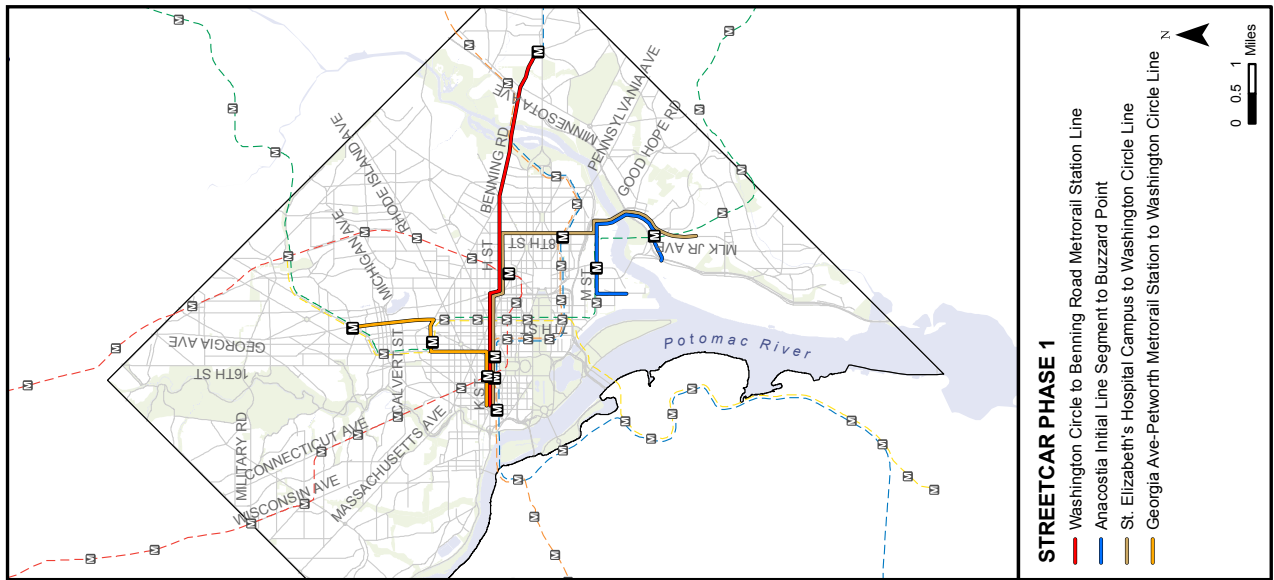 MILITARY RD
WISCONSIN AVE
CONNECTICUT AVE
MASSACHUSETTS AVE
16TH ST
GEORGIA AVE
CALVERT ST
MICHIGAN AVE
RHODE ISLAND AVE
K ST
7TH ST
H ST
8TH ST
M ST
BENNING RD
MINNESOTA AVE
PENNSYLVANIA AVE
GOOD HOPE RD
MLK JR AVE
Potomac River
STREETCAR PHASE 1
Washington Circle to Benning Road Metrorail Station Line
Anacostia Initial Line Segment to Buzzard Point
St. Elizabeth's Hospital Campus to Washington Circle Line
Georgia Ave-Petworth Metrorail Station to Washington Circle Line
N
0 0.5 1
Miles